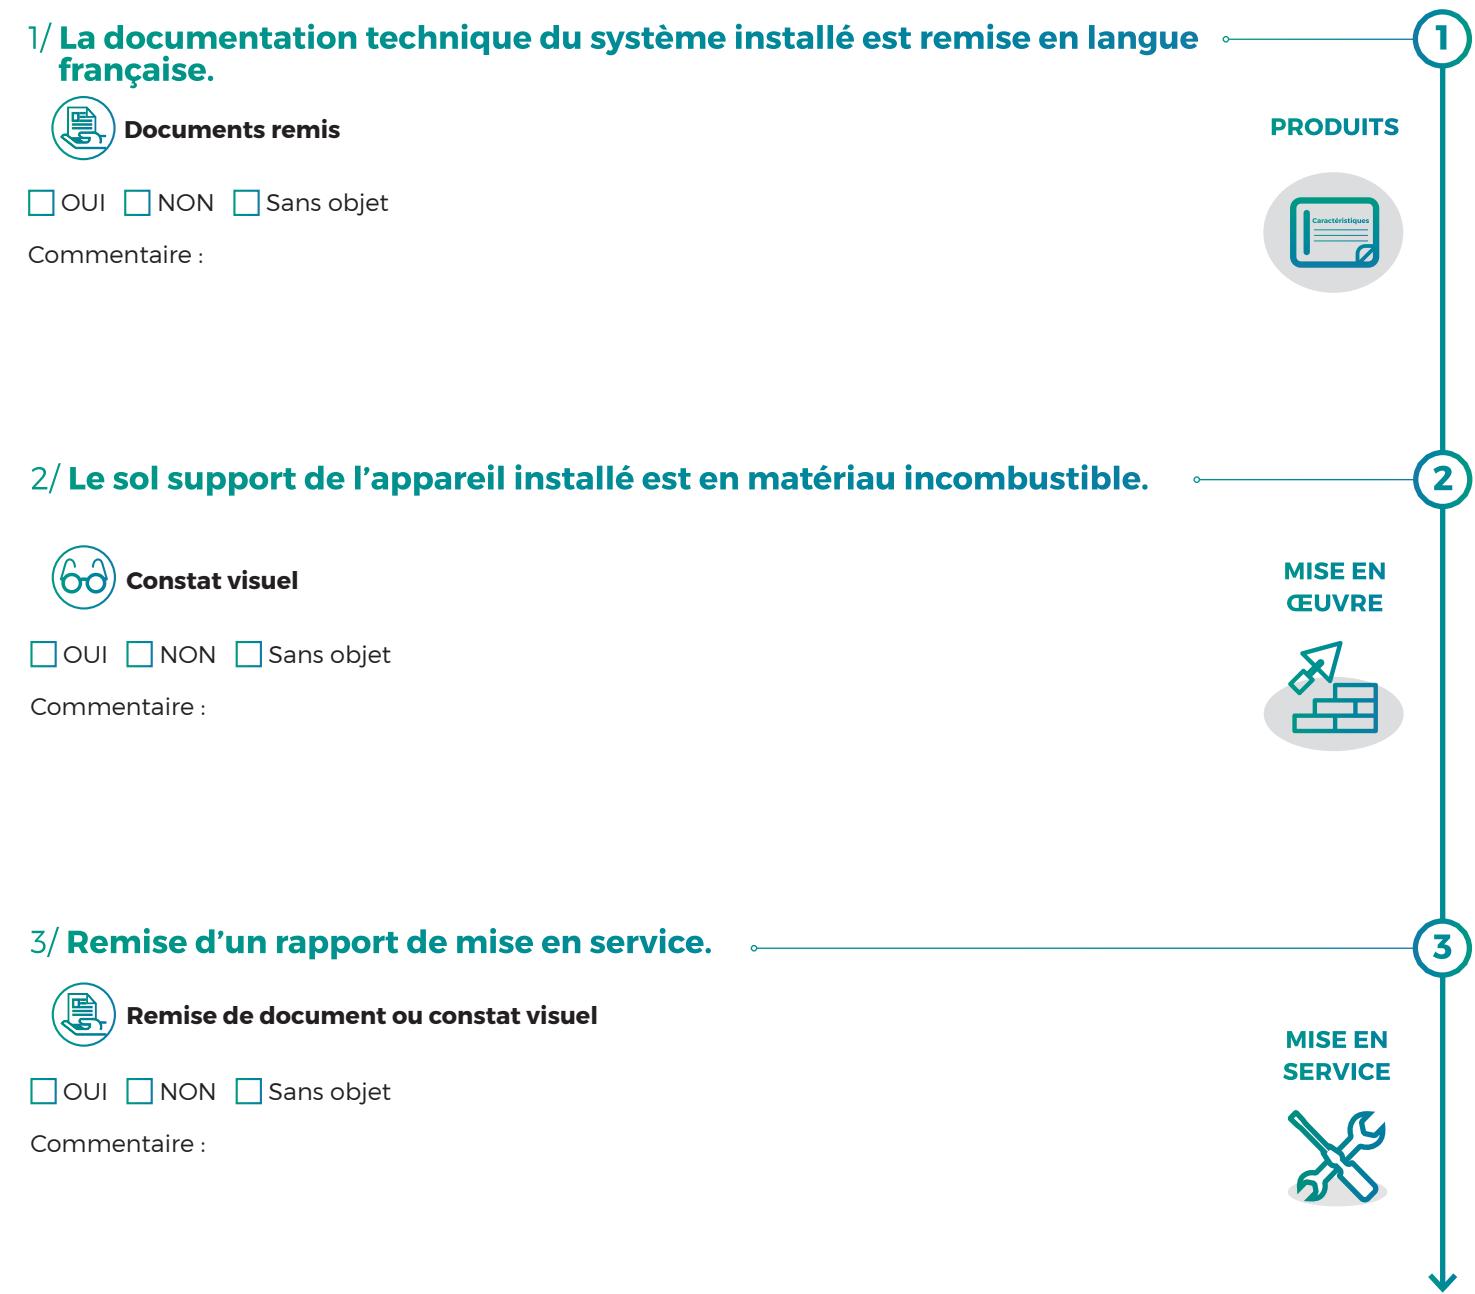 1/ La documentation technique du système installé est remise en langue
française.
1
Documents remis
PRODUITS
OUI NON Sans objet
Caractéristiques
Commentaire :
2/ Le sol support de l’appareil installé est en matériau incombustible.
2
Constat visuel
MISE EN
ŒUVRE
OUI NON Sans objet
Commentaire :
3/ Remise d’un rapport de mise en service.
3
Remise de document ou constat visuel
MISE EN
SERVICE
OUI NON Sans objet
Commentaire :